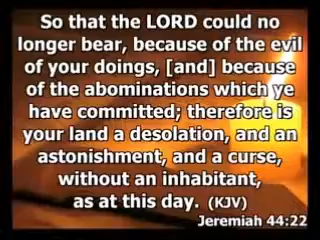 So that the LORD could no
longer bear, because of the evil
of your doings, [and] because
of the abominations which ye
have committed; therefore is
your land a desolation, and an
astonishment, and a curse,
without an inhabitant,
as at this day. (KJV)
Jeremiah 44:22